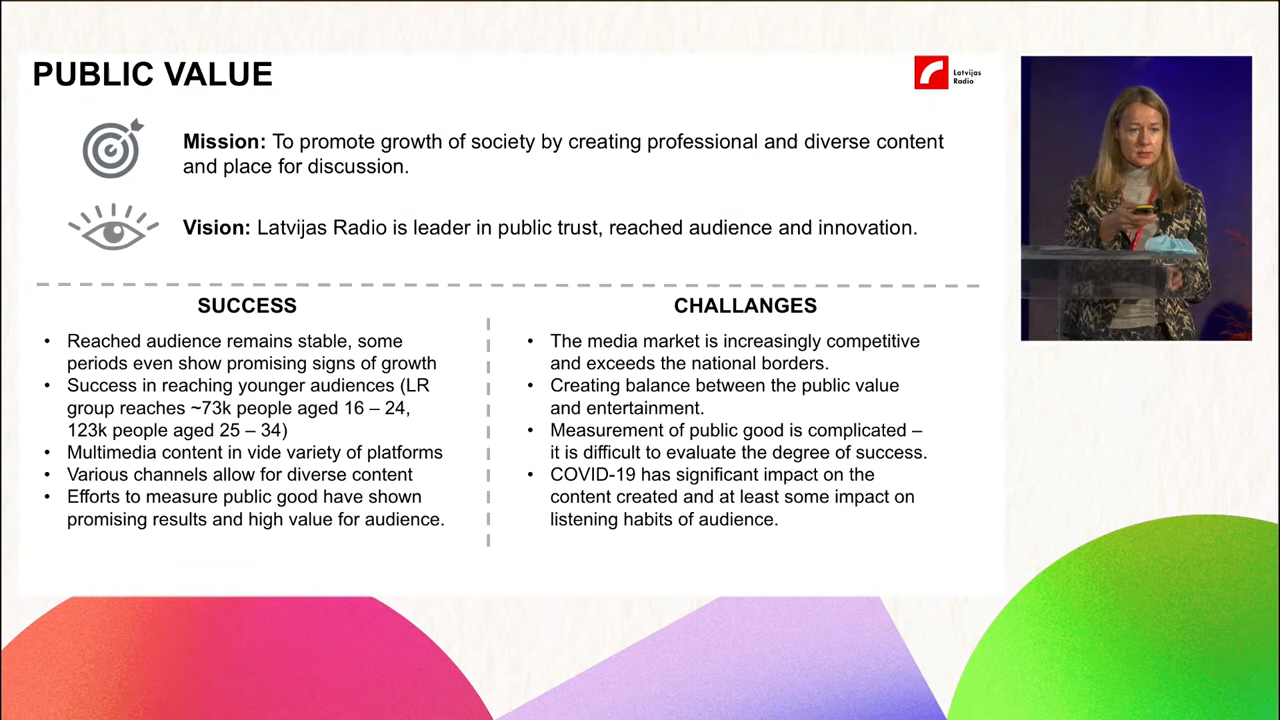 PUBLIC VALUE
Latvijas
Radio
Mission: To promote growth of society by creating professional and diverse content
and place for discussion.
Vision: Latvijas Radio is leader in public trust, reached audience and innovation.
SUCCESS
• Reached audience remains stable, some
periods even show promising signs of growth
• Success in reaching younger audiences (LR
group reaches ~73k people aged 16 – 24,
123k people aged 25 – 34)
• Multimedia content in vide variety of platforms
• Various channels allow for diverse content
• Efforts to measure public good have shown
promising results and high value for audience.
CHALLANGES
• The media market is increasingly competitive
and exceeds the national borders.
• Creating balance between the public value
and entertainment.
• Measurement of public good is complicated –
it is difficult to evaluate the degree of success.
• COVID-19 has significant impact on the
content created and at least some impact on
listening habits of audience.